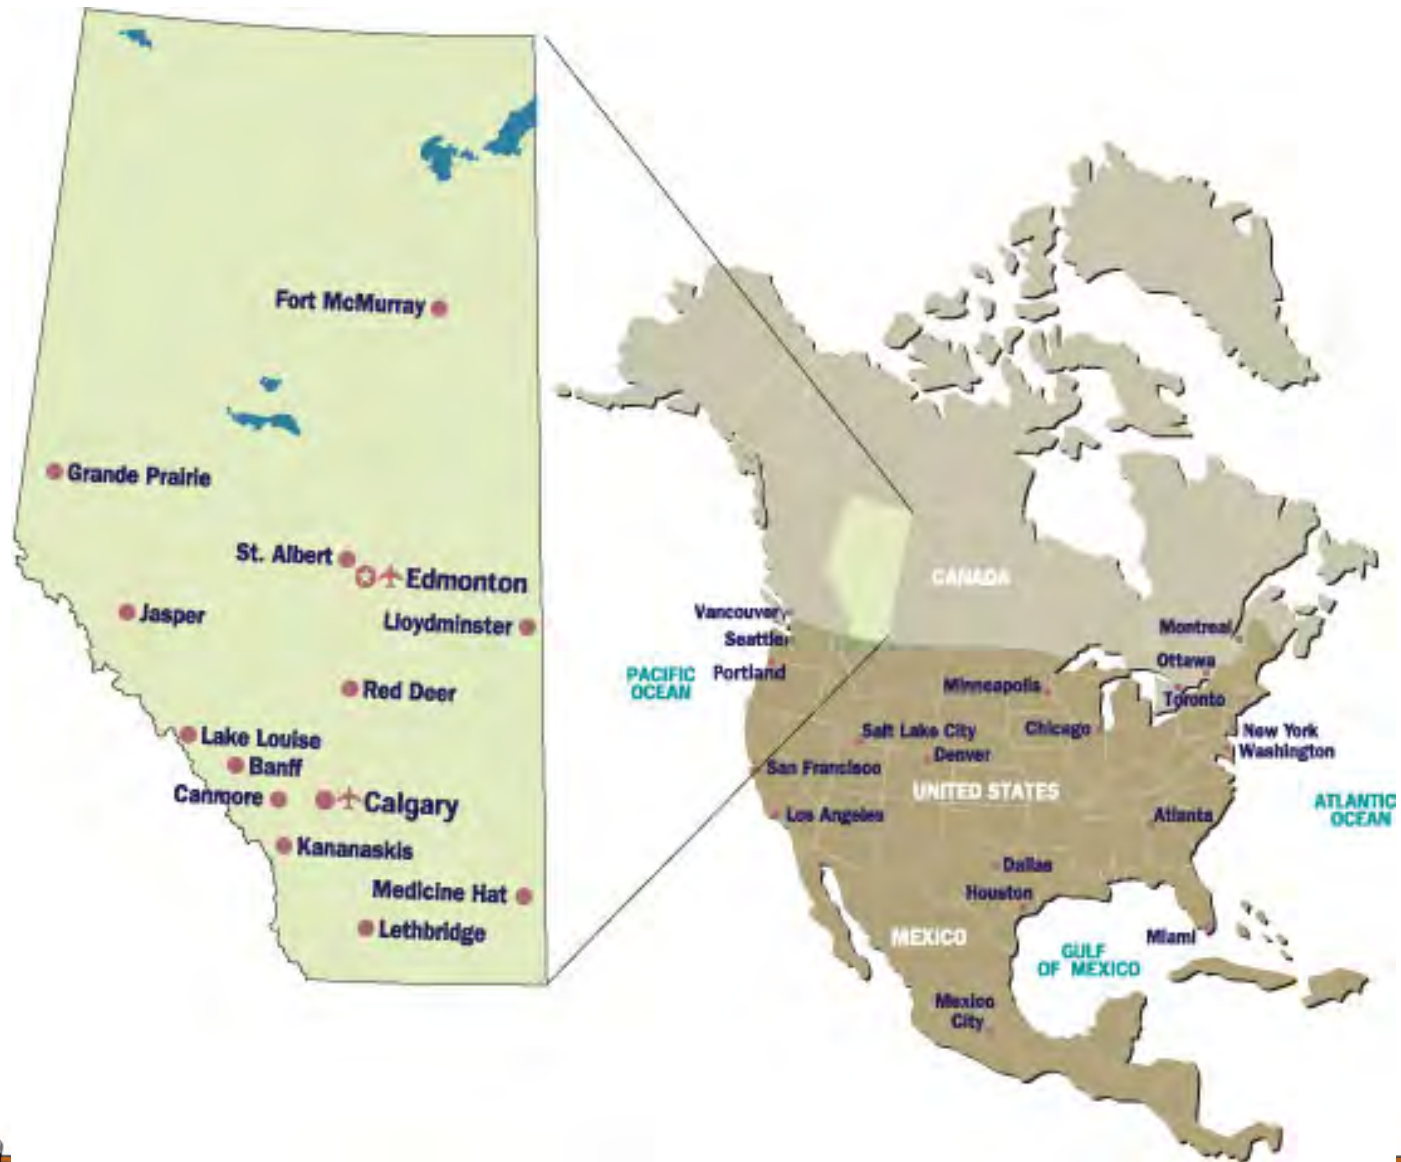 Fort McMurray
Grande Prairie
St. Albert
Edmonton
Jasper
Lloydminster
Red Deer
Lake Louise
Banff
Canmore
Calgary
Kananaskis
Medicine Hat
Lethbridge
CANADA
Vancouver
Seattle
Portland
PACIFIC
OCEAN
Montreal
Ottawa
Toronto
Minneapolis
Chicago
Salt Lake City
Denver
San Francisco
New York
Washington
UNITED STATES
Los Angeles
Atlanta
ATLANTIC
OCEAN
Dallas
Houston
MEXICO
Miami
GULF
OF MEXICO
Mexico
City